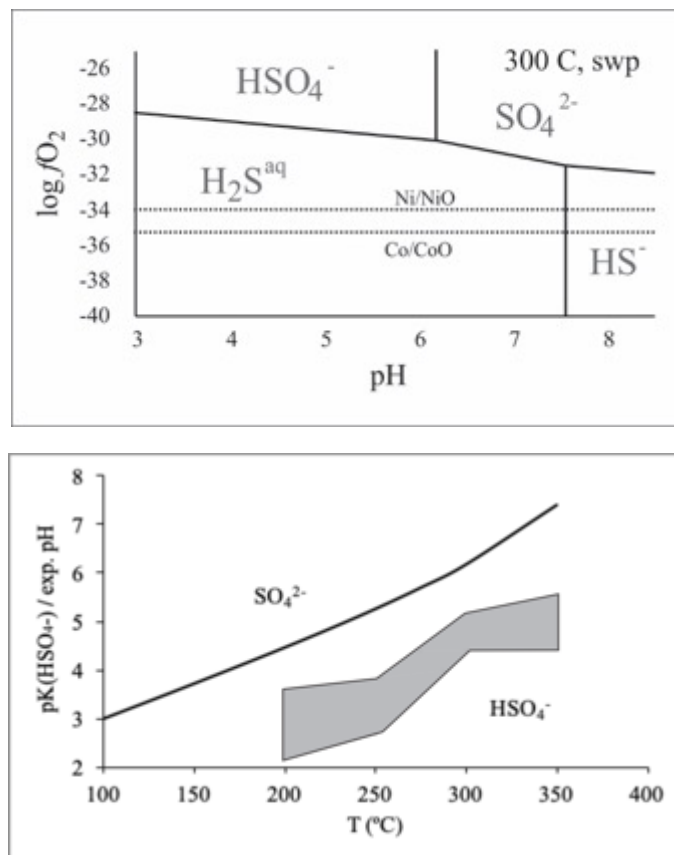 300 C, swp
HSO₄⁻
SO₄²⁻
H₂Sᵃq
Ni/NiO
Co/CoO
HS⁻
log fO₂
-26
-28
-30
-32
-34
-36
-38
-40
3 4 5 6 7 8
pH
pK(HSO₄-) / exp. pH
8
7
6
5
4
3
2
SO₄²⁻
HSO₄⁻
100 150 200 250 300 350 400
T (ºC)